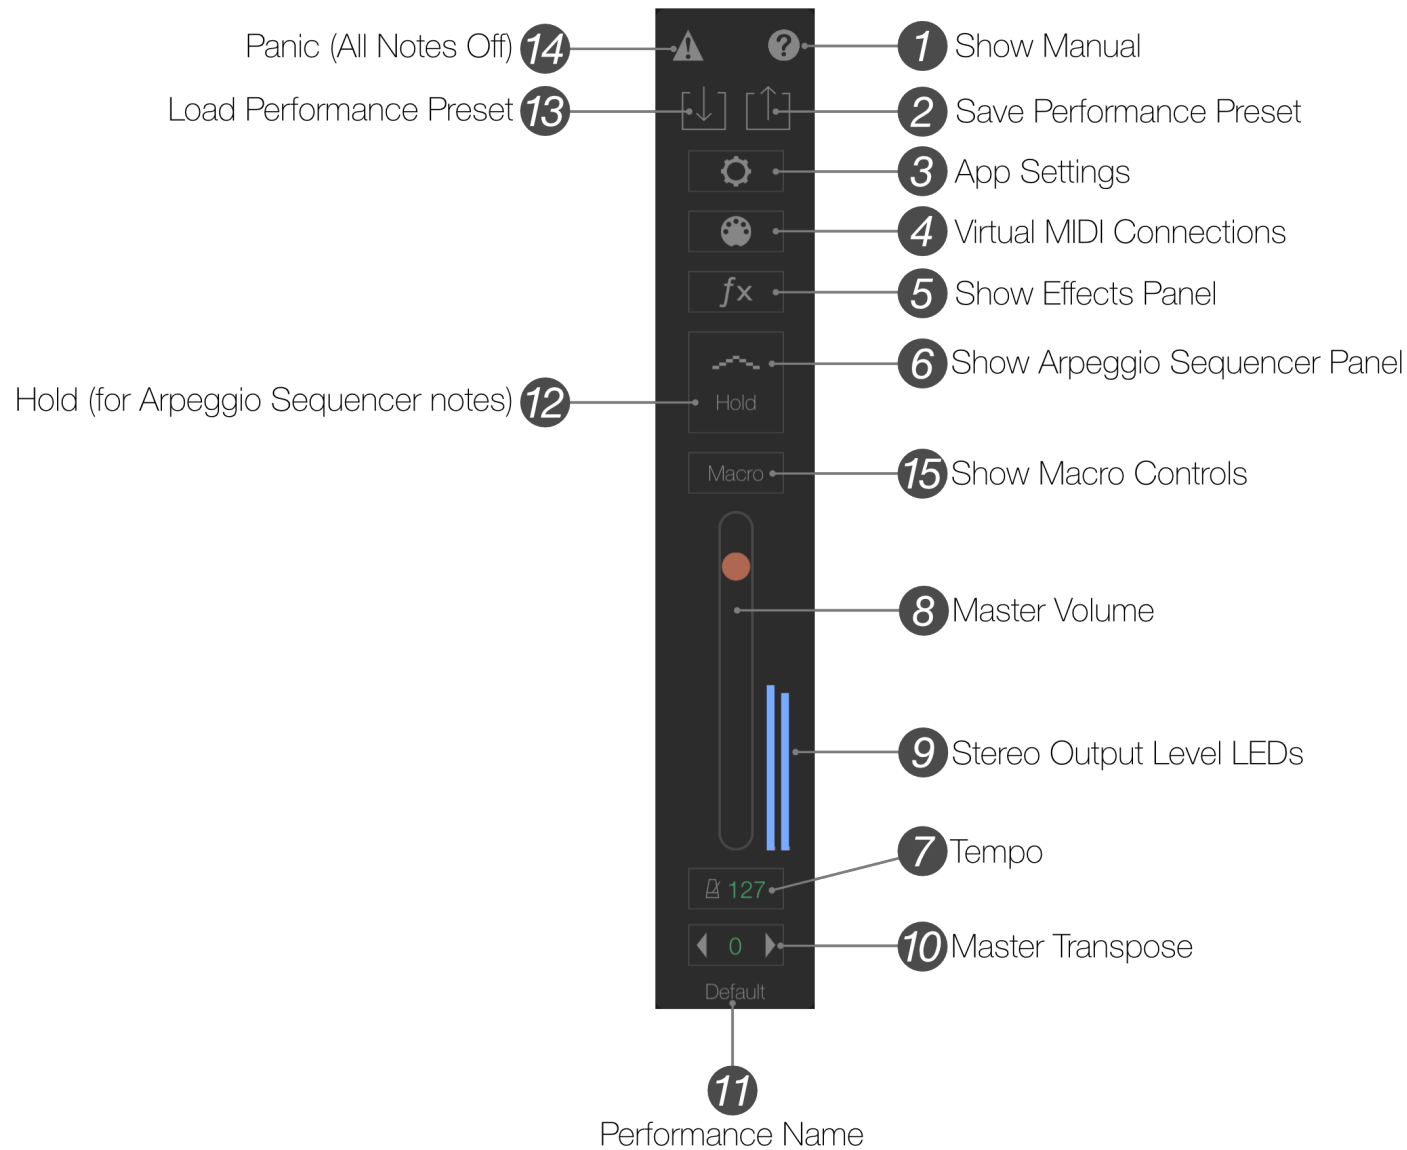 Panic (All Notes Off) 14
1 Show Manual
Load Performance Preset 13
2 Save Performance Preset
3 App Settings
4 Virtual MIDI Connections
fx
5 Show Effects Panel
6 Show Arpeggio Sequencer Panel
Hold (for Arpeggio Sequencer notes) 12
Hold
Macro
15 Show Macro Controls
8 Master Volume
9 Stereo Output Level LEDs
7 Tempo
127
0
10 Master Transpose
Default
11
Performance Name